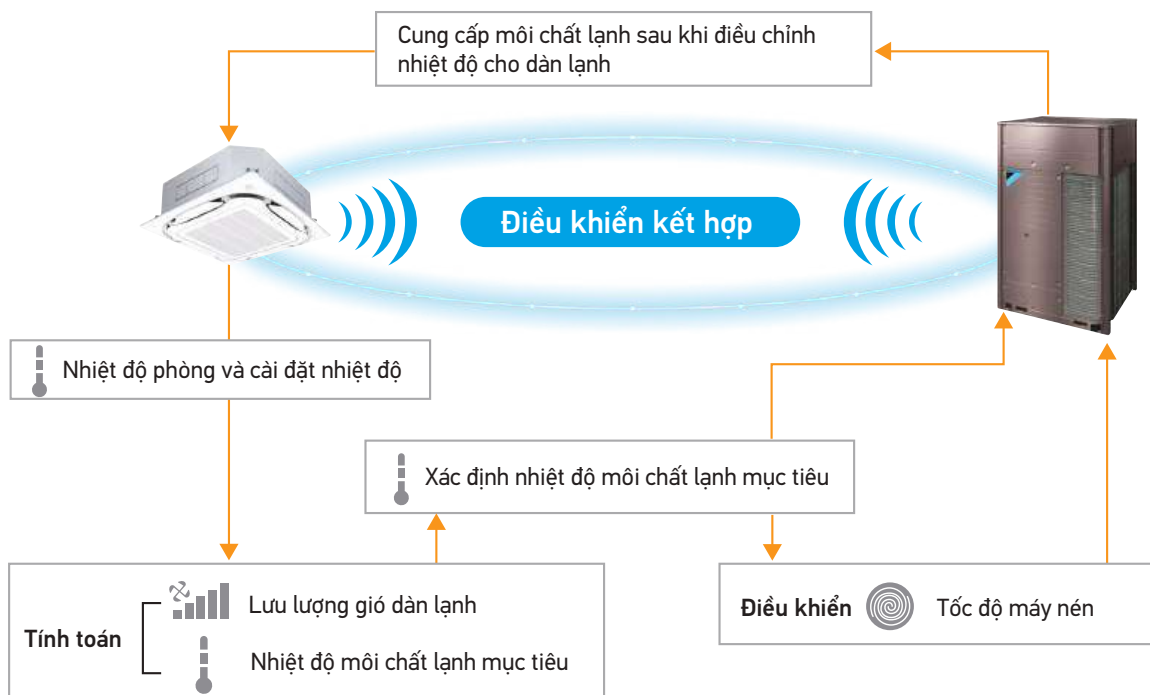 Cung cấp môi chất lạnh sau khi điều chỉnh
nhiệt độ cho dàn lạnh
Điều khiển kết hợp
Nhiệt độ phòng và cài đặt nhiệt độ
Xác định nhiệt độ môi chất lạnh mục tiêu
Tính toán
Lưu lượng gió dàn lạnh
Nhiệt độ môi chất lạnh mục tiêu
Điều khiển
Tốc độ máy nén